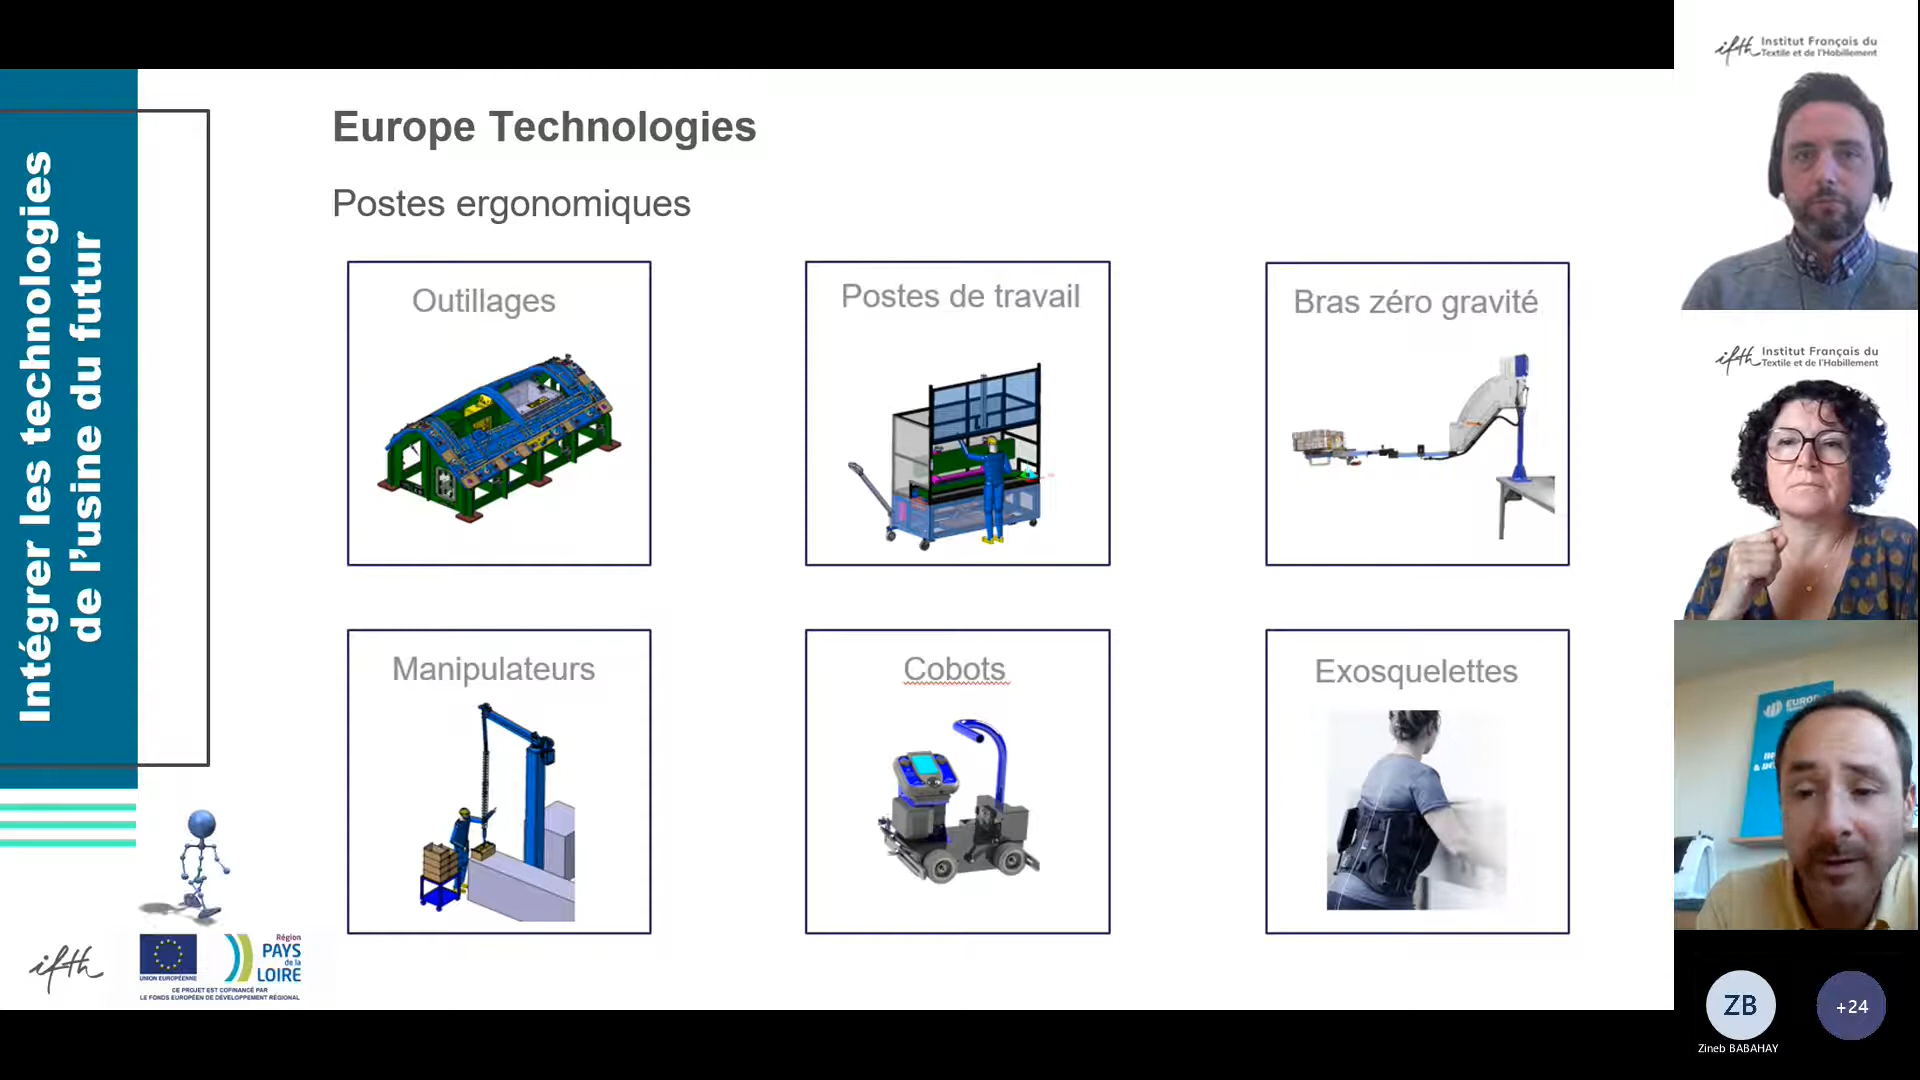 Intégrer les technologies
de l'usine du futur
Europe Technologies
Postes ergonomiques
Outillages
Postes de travail
Bras zéro gravité
Manipulateurs
Cobots
Exosquelettes
ifth
UNION EUROPÉENNE
Région
PAYS
de la
LOIRE
CE PROJET EST COFINANCÉ PAR
LE FONDS EUROPÉEN DE DÉVELOPPEMENT RÉGIONAL
ifth Institut Français du
Textile et de l'Habillement
ifth Institut Français du
Textile et de l'Habillement
ZB
+24
Zineb BABAHAY